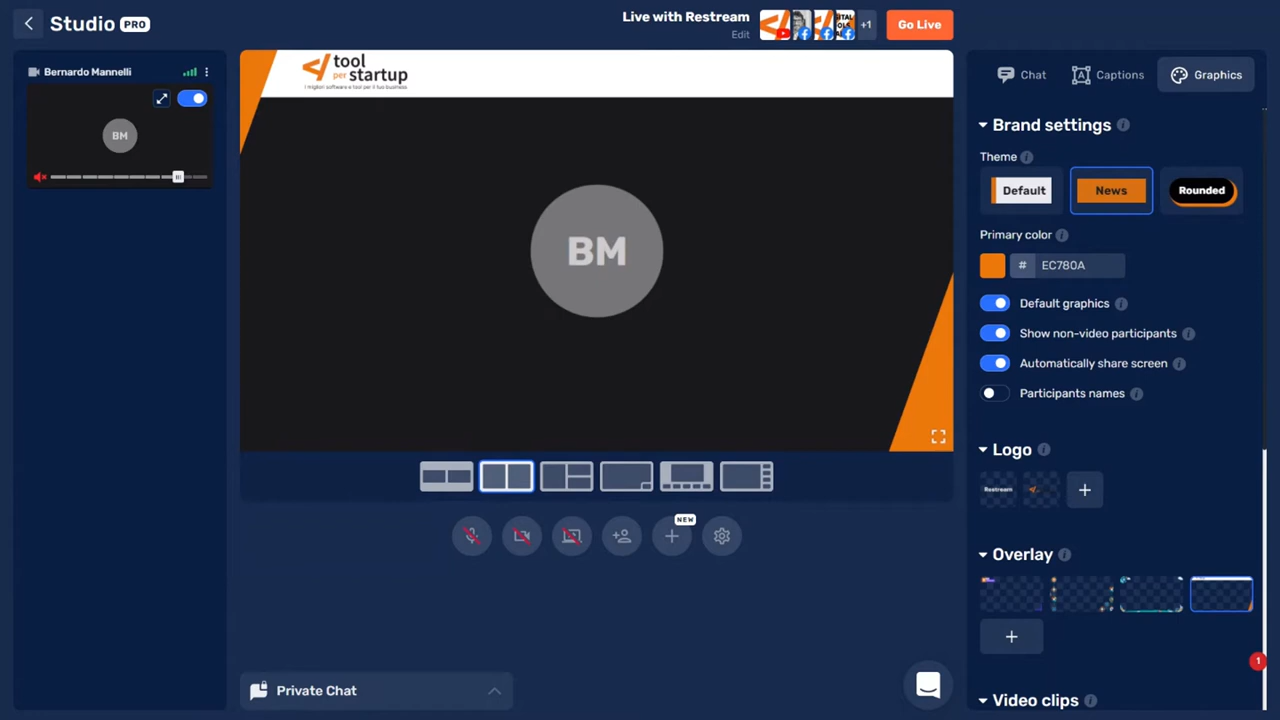 Studio PRO
Live with Restream
Edit
+1
Go Live
Bernardo Mannelli
BM
tool
per startup
I migliori software e tool per il tuo business
BM
Chat
Captions
Graphics
Brand settings
Theme
Default
News
Rounded
Primary color
# EC780A
Default graphics
Show non-video participants
Automatically share screen
Participants names
Logo
Restream
Overlay
NEW
1
Private Chat
Video clips